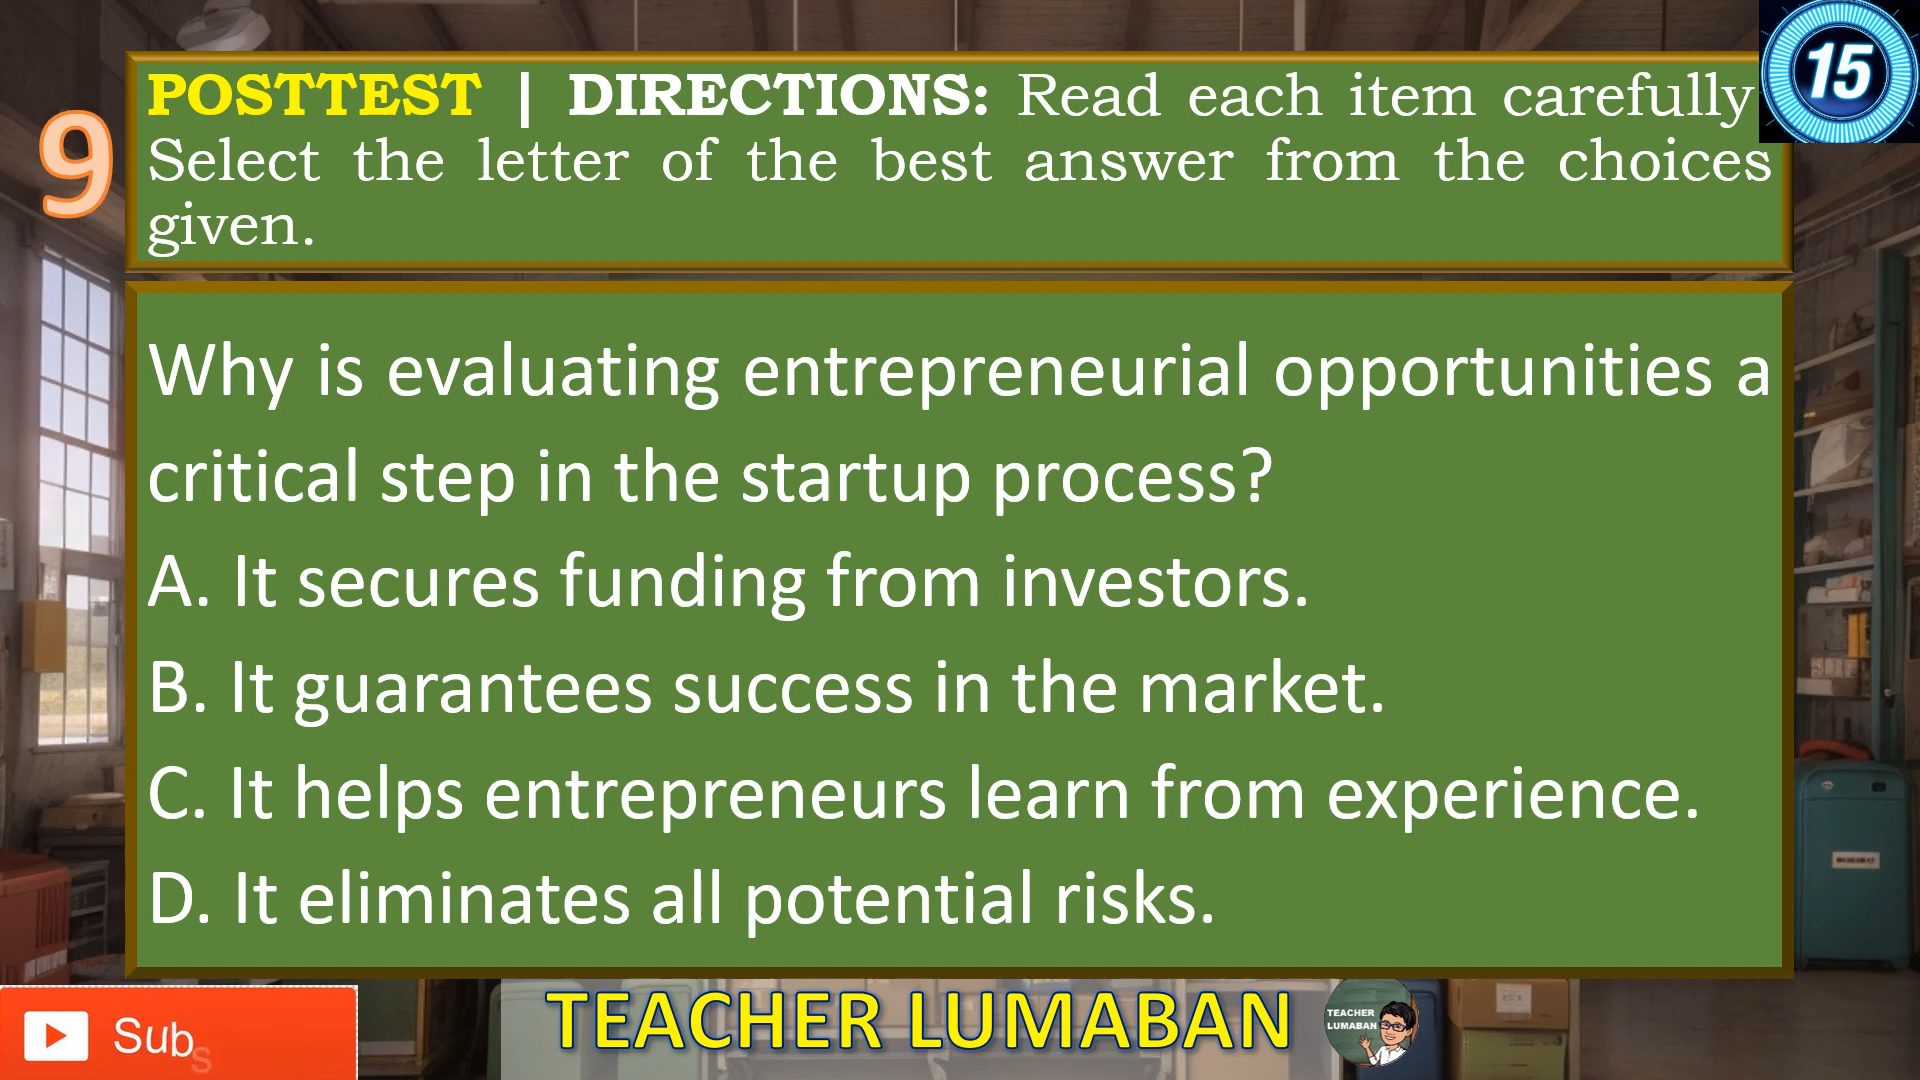 9
POSTTEST | DIRECTIONS: Read each item carefully
Select the letter of the best answer from the choices
given.
15
Why is evaluating entrepreneurial opportunities a
critical step in the startup process?
A. It secures funding from investors.
B. It guarantees success in the market.
C. It helps entrepreneurs learn from experience.
D. It eliminates all potential risks.
Subs
TEACHER LUMABAN
TEACHER
LUMABAN